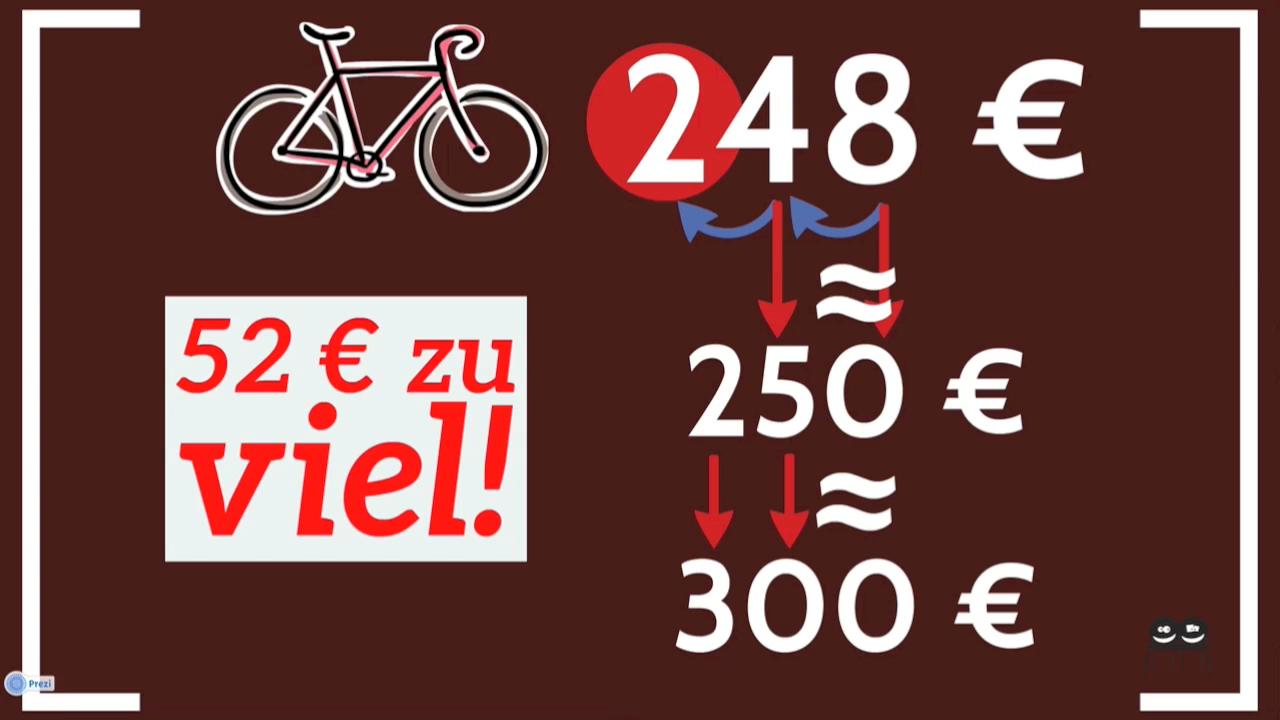 248 €
≈
250 €
≈
300 €
52 € zu
viel!
Prezi